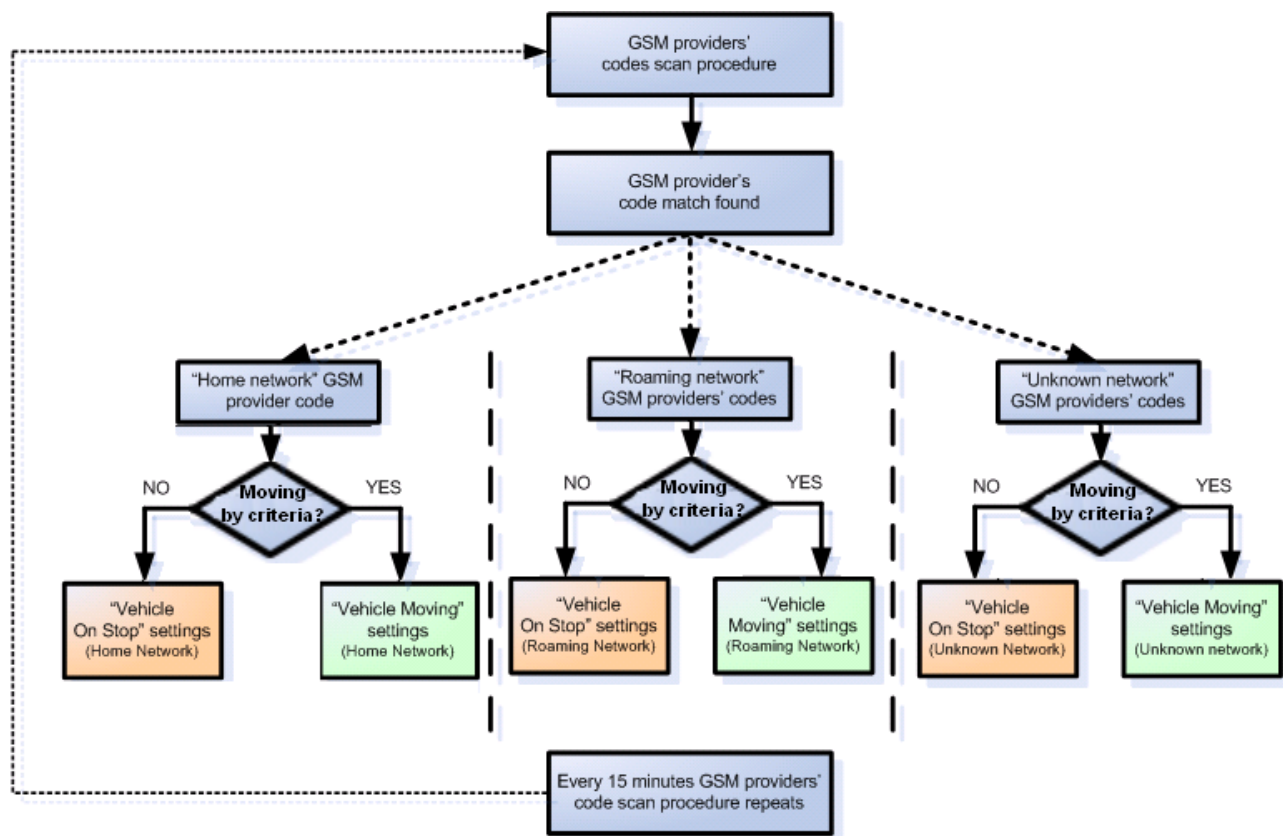 GSM providers'
codes scan procedure
GSM provider's
code match found
"Home network" GSM
provider code
"Roaming network"
GSM providers' codes
"Unknown network"
GSM providers' codes
NO
Moving
by criteria?
YES
NO
Moving
by criteria?
YES
NO
Moving
by criteria?
YES
"Vehicle
On Stop" settings
(Home Network)
"Vehicle Moving"
settings
(Home Network)
"Vehicle
On Stop" settings
(Roaming Network)
"Vehicle
Moving" settings
(Roaming Network)
"Vehicle
On Stop" settings
(Unknown Network)
"Vehicle Moving"
settings
(Unknown network)
Every 15 minutes GSM providers'
code scan procedure repeats